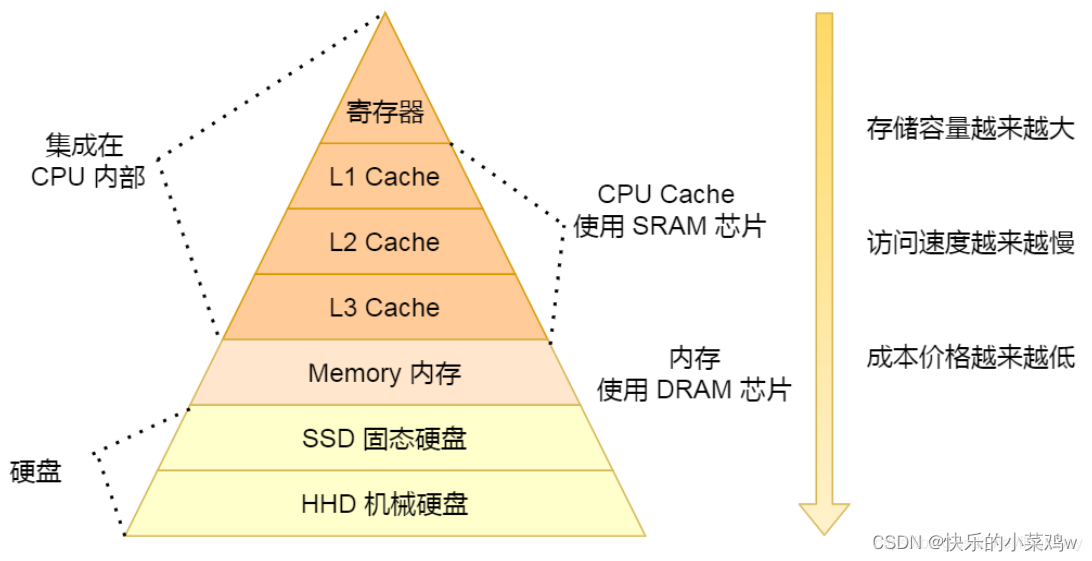 寄存器
集成在
CPU 内部
L1 Cache
CPU Cache
使用 SRAM 芯片
L2 Cache
L3 Cache
Memory 内存
内存
使用 DRAM 芯片
SSD 固态硬盘
硬盘
HHD 机械硬盘
存储容量越来越大
访问速度越来越慢
成本价格越来越低
CSDN @快乐的小菜鸡w